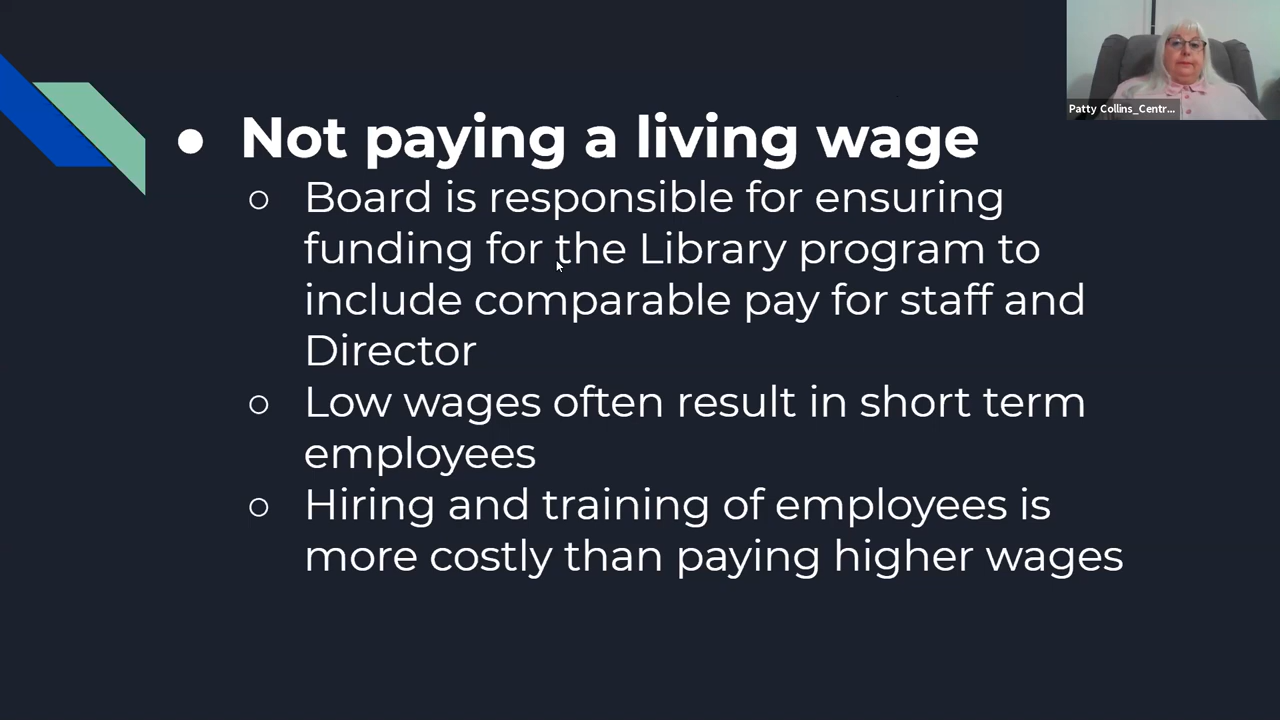 Patty Collins_Centr...
● Not paying a living wage
○ Board is responsible for ensuring
funding for the Library program to
include comparable pay for staff and
Director
○ Low wages often result in short term
employees
○ Hiring and training of employees is
more costly than paying higher wages